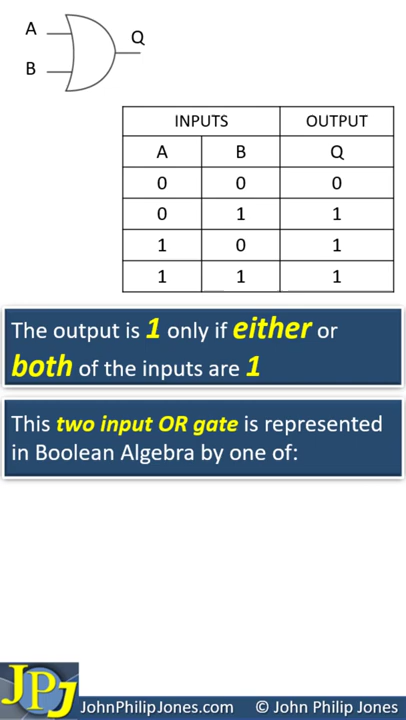 A
Q
B
INPUTS OUTPUT
A B Q
0 0 0
0 1 1
1 0 1
1 1 1
The output is 1 only if either or
both of the inputs are 1
This two input OR gate is represented
in Boolean Algebra by one of:
JPJ
JohnPhilipJones.com © John Philip Jones